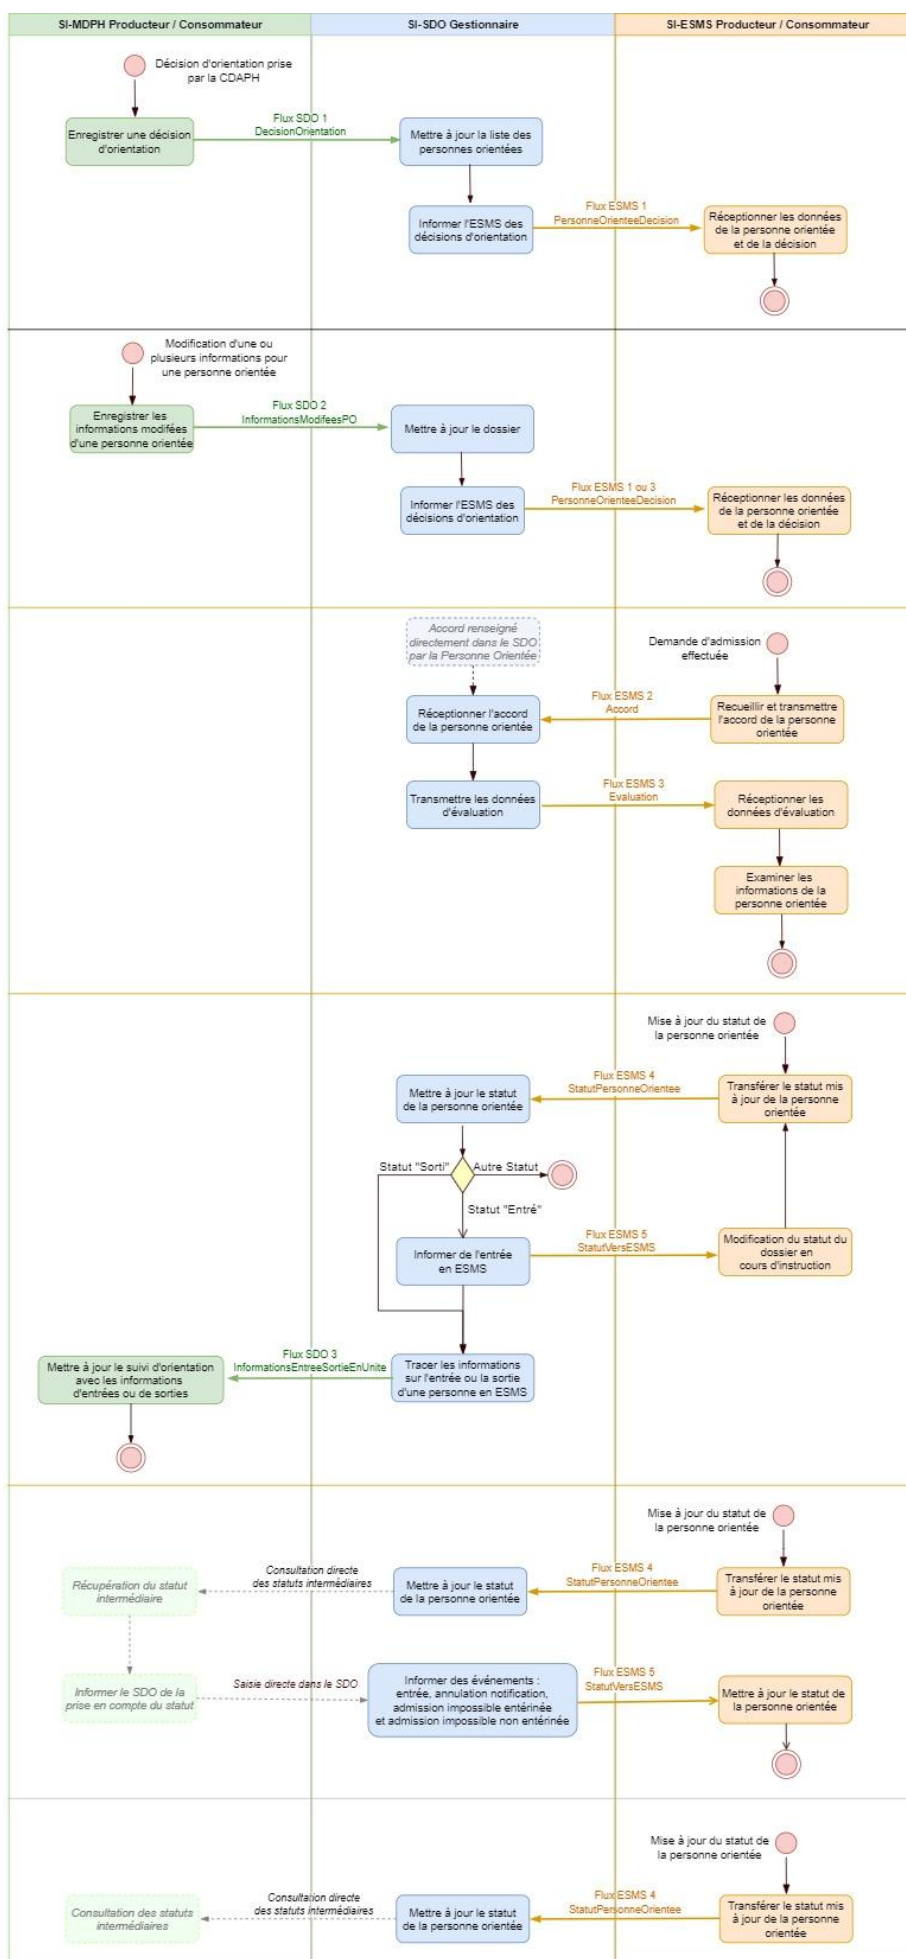 SI-MDPH Producteur / Consommateur
SI-SDO Gestionnaire
SI-ESMS Producteur / Consommateur
Décision d'orientation prise
par la CDAPH
Enregistrer une décision
d'orientation
Flux SDO 1
DecisionOrientation
Mettre à jour la liste des
personnes orientées
Informer l'ESMS des
décisions d'orientation
Flux ESMS 1
PersonneOrienteeDecision
Réceptionner les données
de la personne orientée
et de la décision
Modification d'une ou
plusieurs informations pour
une personne orientée
Enregistrer les
informations modifées
d'une personne orientée
Flux SDO 2
InformationsModifeesPO
Mettre à jour le dossier
Informer l'ESMS des
décisions d'orientation
Flux ESMS 1 ou 3
PersonneOrienteeDecision
Réceptionner les données
de la personne orientée
et de la décision
Accord renseigné
directement dans le SDO
par la Personne Orientée
Demande d'admission
effectuée
Réceptionner l'accord
de la personne orientée
Flux ESMS 2
Accord
Recueillir et transmettre
l'accord de la personne
orientée
Transmettre les données
d'évaluation
Flux ESMS 3
Evaluation
Réceptionner les
données d'évaluation
Examiner les
informations de la
personne orientée
Mise à jour du statut de
la personne orientée
Mettre à jour le statut
de la personne orientée
Flux ESMS 4
StatutPersonneOrientee
Transférer le statut mis
à jour de la personne
orientée
Statut "Sorti"
Autre Statut
Statut "Entré"
Informer de l'entrée
en ESMS
Flux ESMS 5
StatutVersESMS
Modification du statut du
dossier en
cours d'instruction
Mettre à jour le suivi d'orientation
avec les informations
d'entrées ou de sorties
Flux SDO 3
InformationsEntreeSortieEnUnite
Tracer les informations
sur l'entrée ou la sortie
d'une personne en ESMS
Mise à jour du statut de
la personne orientée
Récupération du statut
intermédiaire
Consultation directe
des statuts intermédiaires
Mettre à jour le statut
de la personne orientée
Flux ESMS 4
StatutPersonneOrientee
Transférer le statut mis
à jour de la personne
orientée
Informer le SDO de la
prise en compte du statut
Saisie directe dans le SDO
Informer des événements :
entrée, annulation notification,
admission impossible entérinée
et admission impossible non entérinée
Flux ESMS 5
StatutVersESMS
Mettre à jour le statut de
la personne orientée
Mise à jour du statut de
la personne orientée
Consultation des statuts
intermédiaires
Consultation directe
des statuts intermédiaires
Mettre à jour le statut
de la personne orientée
Flux ESMS 4
StatutPersonneOrientee
Transférer le statut mis
à jour de la personne
orientée